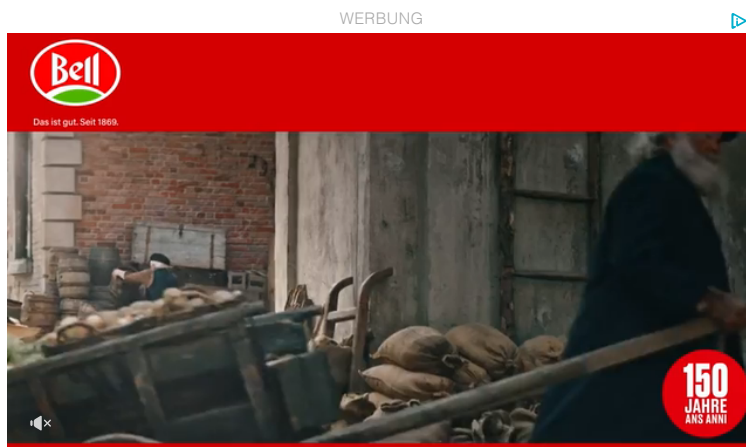 WERBUNG
Bell
Das ist gut. Seit 1869.
150
JAHRE
ANS ANNI